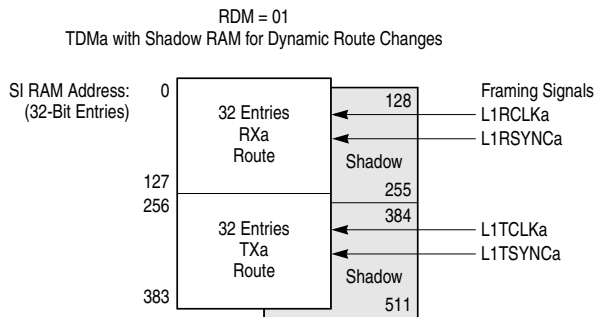 RDM = 01
TDMa with Shadow RAM for Dynamic Route Changes
SI RAM Address:
(32-Bit Entries)
0
32 Entries
RXa
Route
127
128
Shadow
255
Framing Signals
L1RCLKa
L1RSYNCa
256
32 Entries
TXa
Route
383
384
Shadow
511
L1TCLKa
L1TSYNCa